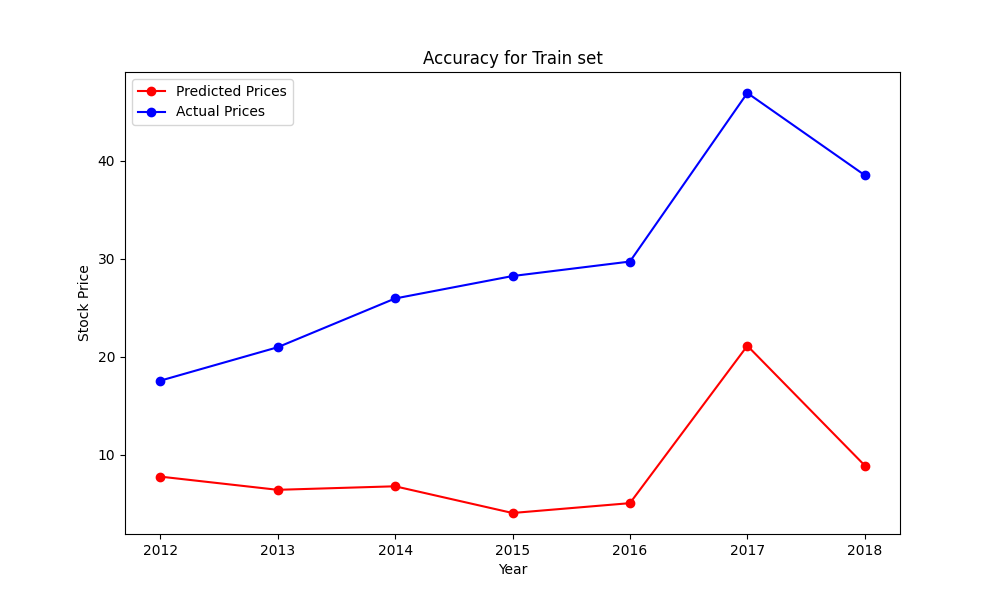 Accuracy for Train set
Predicted Prices
Actual Prices
40
30
20
10
Stock Price
2012 2013 2014 2015 2016 2017 2018
Year